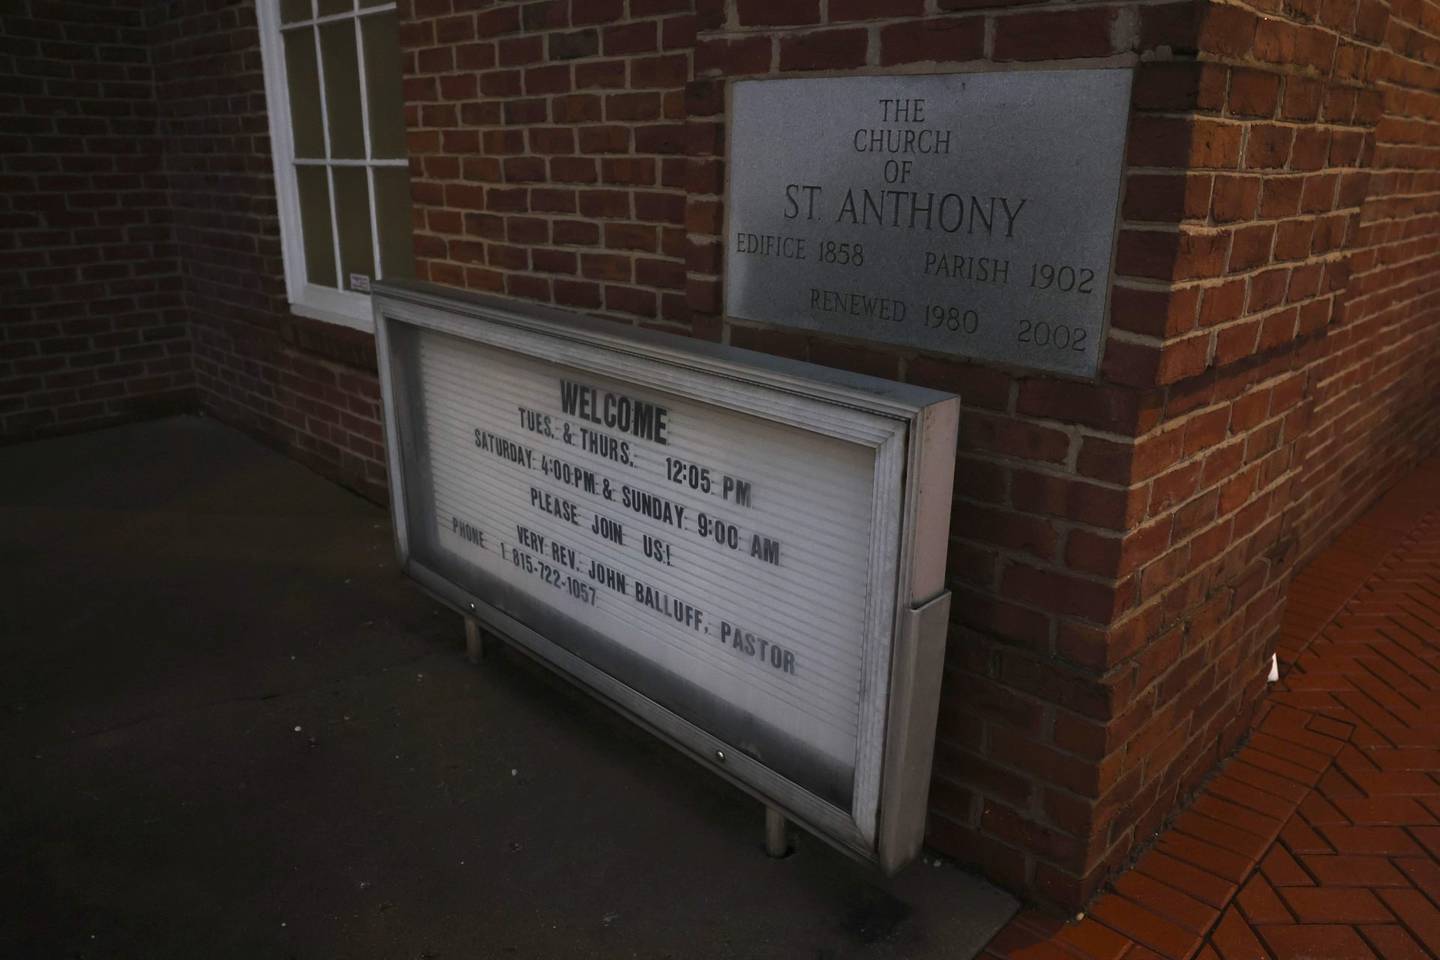 THE
CHURCH
OF
ST. ANTHONY
EDIFICE 1858 PARISH 1902
RENEWED 1980 2002
WELCOME
TUES. & THURS. 12:05 PM
SATURDAY 4:00 PM & SUNDAY 9:00 AM
PLEASE JOIN US!
VERY REV. JOHN BALLUFF, PASTOR
PHONE 1 815-722-1057